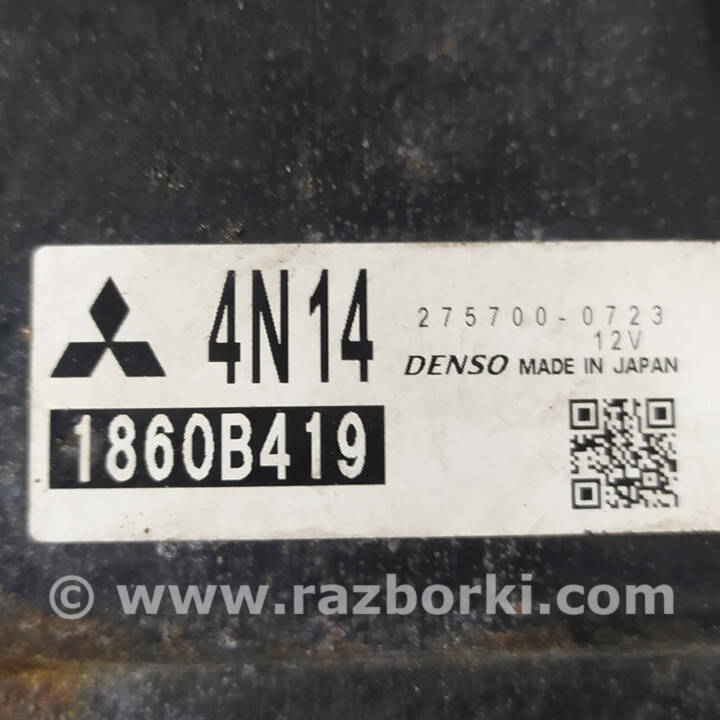 4N14
275700-0723
12V
DENSO MADE IN JAPAN
1860B419
© www.razborki.com